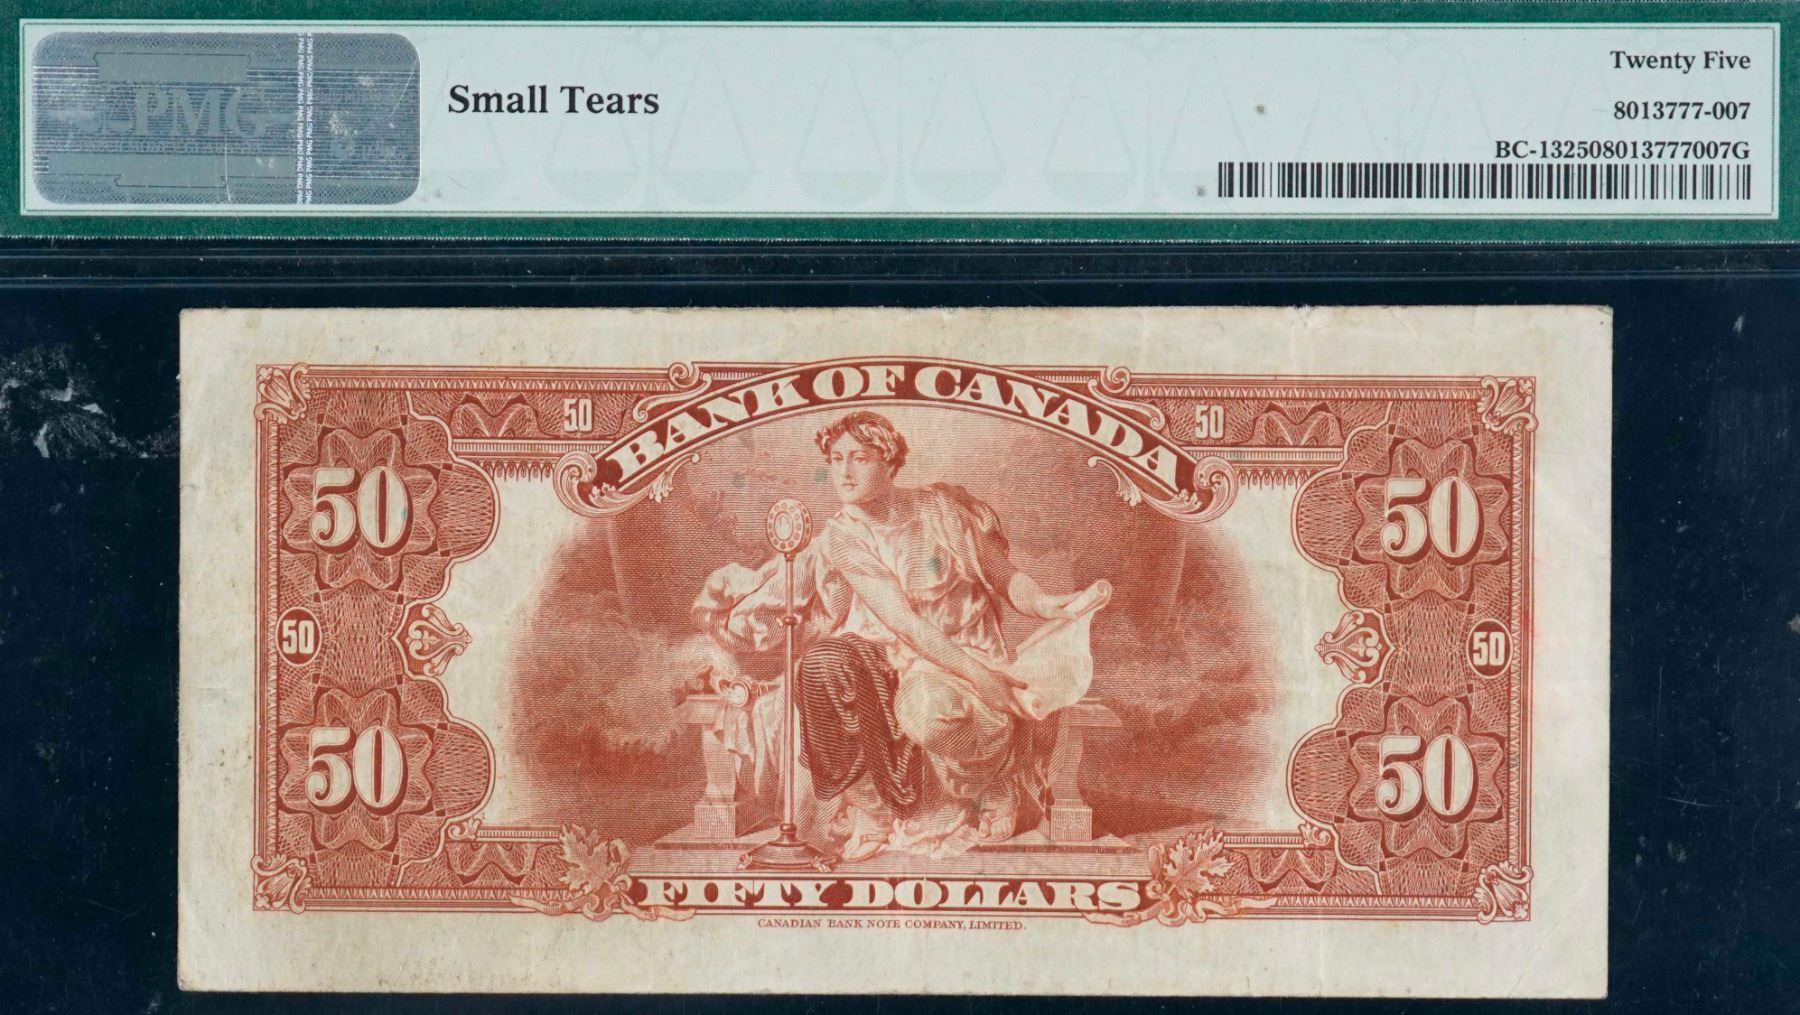 PMG
Small Tears
Twenty Five
8013777-007
BC-132508013777007G
BANK OF CANADA
50 50
50 50
50 50
50 50
FIFTY DOLLARS
CANADIAN BANK NOTE COMPANY, LIMITED.